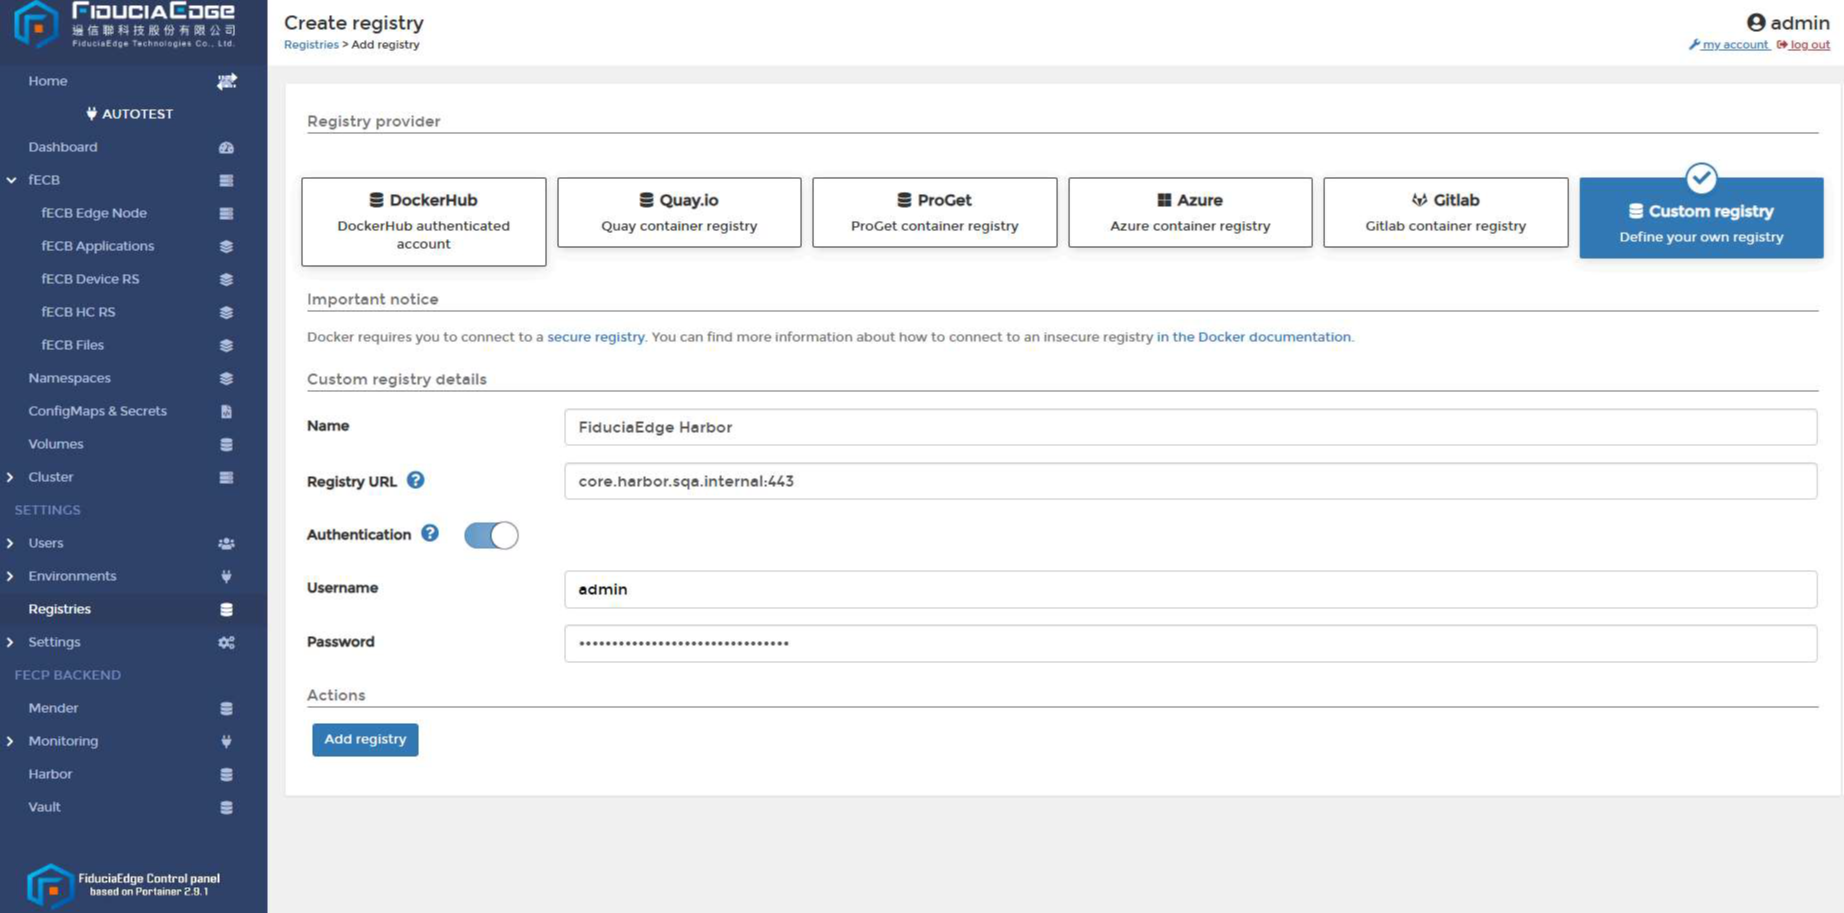 FIDUCIAEDGE
邊信聯科技股份有限公司
FiduciaEdge Technologies Co., Ltd.
Home
AUTOTEST
Dashboard
fECB
fECB Edge Node
fECB Applications
fECB Device RS
fECB HC RS
fECB Files
Namespaces
ConfigMaps & Secrets
Volumes
Cluster
SETTINGS
Users
Environments
Registries
Settings
FECP BACKEND
Mender
Monitoring
Harbor
Vault
FiduciaEdge Control panel
based on Portainer 2.9.1
Create registry
Registries > Add registry
admin
my account log out
Registry provider
DockerHub
DockerHub authenticated
account
Quay.io
Quay container registry
ProGet
ProGet container registry
Azure
Azure container registry
Gitlab
Gitlab container registry
Custom registry
Define your own registry
Important notice
Docker requires you to connect to a secure registry. You can find more information about how to connect to an insecure registry in the Docker documentation.
Custom registry details
Name
FiduciaEdge Harbor
Registry URL
core.harbor.sqa.internal:443
Authentication
Username
admin
Password
Actions
Add registry